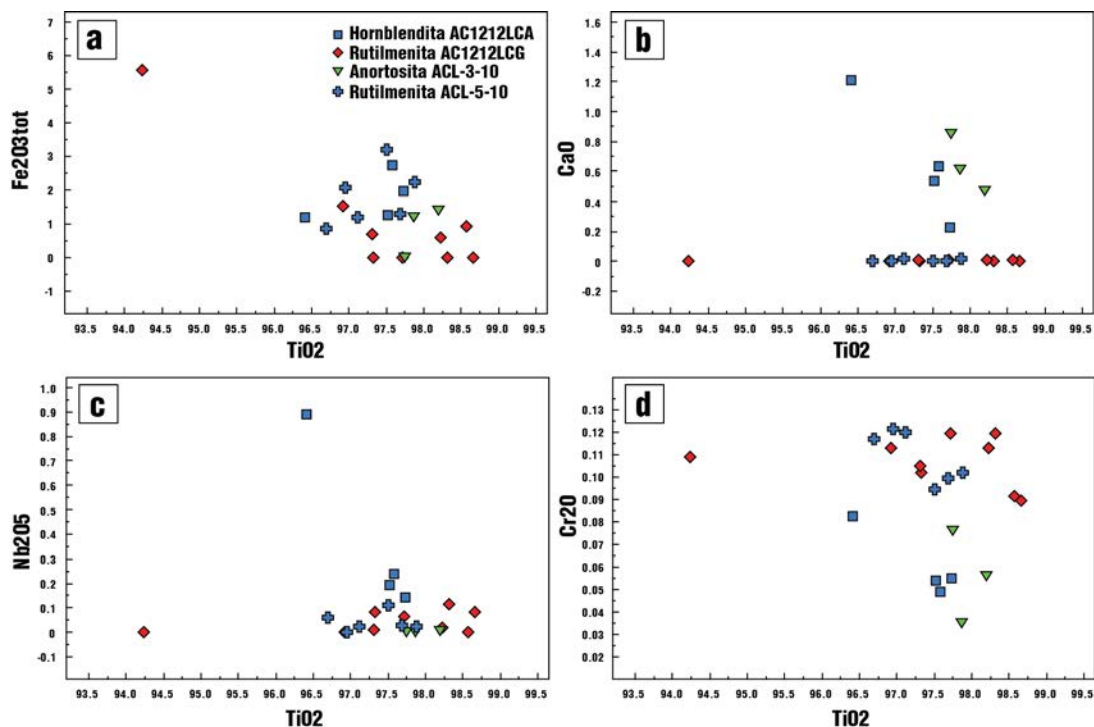 a
Hornblendita AC1212LCA
Rutilmenita AC1212LCG
Anortosita ACL-3-10
Rutilmenita ACL-5-10
Fe2O3tot
7
6
5
4
3
2
1
0
-1
93.5 94.0 95.0 94.5 96.0 96.5 97.0 97.5 98.0 98.5 99.0 99.5
TiO2
b
CaO
1.6
1.4
1.2
1.0
0.8
0.6
0.4
0.2
0.0
-0.2
93.5 94.0 94.5 95.0 95.5 96.0 96.5 97.0 97.5 98.0 98.5 99.0 99.5
TiO2
c
Nb2O5
1.0
0.9
0.8
0.7
0.6
0.5
0.4
0.3
0.2
0.1
0.0
-0.1
93.5 94.0 94.5 95.0 95.5 96.0 96.5 97.0 97.5 98.0 98.5 99.0 99.5
TiO2
d
Cr2O
0.13
0.12
0.11
0.10
0.09
0.08
0.07
0.06
0.05
0.04
0.03
0.02
93.5 94.0 94.5 95.0 95.5 96.0 96.5 97.0 97.5 98.0 98.5 99.0 99.5
TiO2